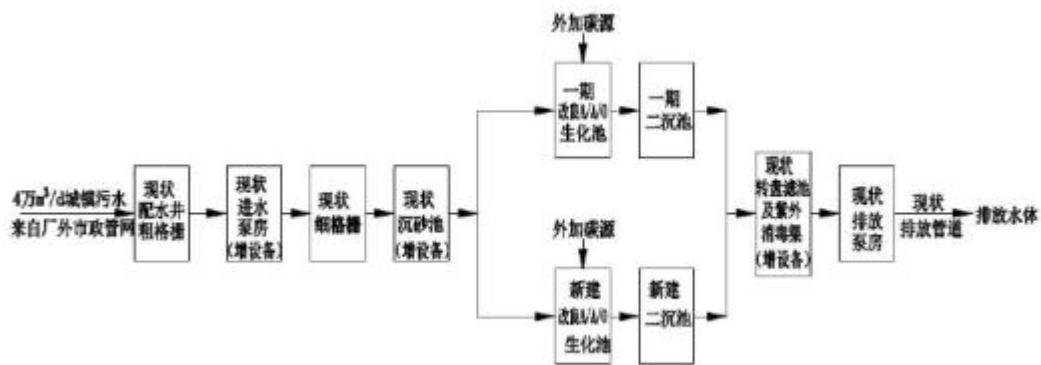 外加碳源
一期
改良A/A/O
生化池
一期
二沉池
4万m³/d城镇污水
来自厂外市政管网
现状
配水井
粗格栅
现状
进水
泵房
(增设备)
现状
细格栅
现状
沉砂池
(增设备)
现状
转盘滤池
及紫外
消毒渠
(增设备)
现状
排放
泵房
现状
排放管道
排放水体
外加碳源
新建
改良A/A/O
生化池
新建
二沉池